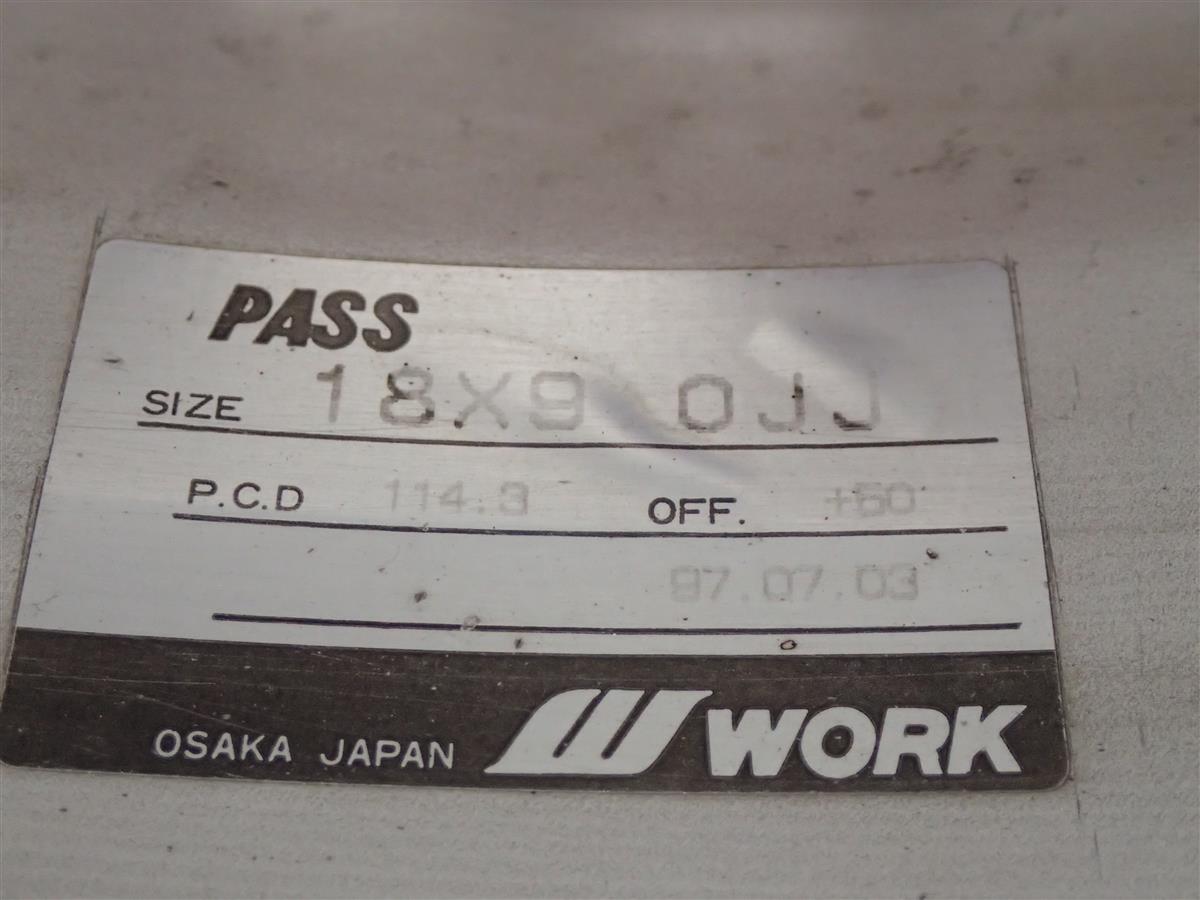 PASS
SIZE 18X9 0JJ
P.C.D 114.3 OFF. +50
97.07.03
OSAKA JAPAN WORK